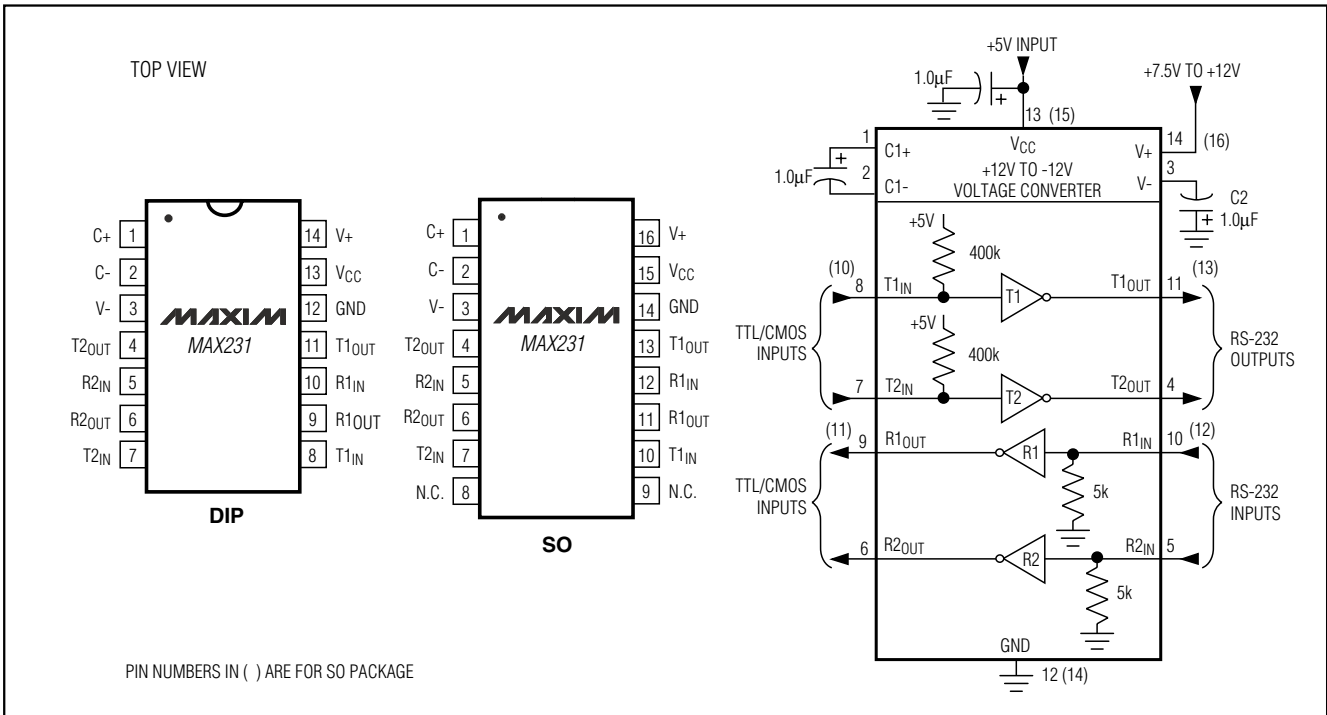 TOP VIEW
C+ 1
C- 2
V- 3
T2OUT 4
R2IN 5
R2OUT 6
T2IN 7
14 V+
13 VCC
12 GND
11 T1OUT
10 R1IN
9 R1OUT
8 T1IN
MAXIM
MAX231
DIP
C+ 1
C- 2
V- 3
T2OUT 4
R2IN 5
R2OUT 6
T2IN 7
N.C. 8
16 V+
15 VCC
14 GND
13 T1OUT
12 R1IN
11 R1OUT
10 T1IN
9 N.C.
MAXIM
MAX231
SO
PIN NUMBERS IN ( ) ARE FOR SO PACKAGE
+5V INPUT
1.0μF
+
+7.5V TO +12V
13 (15)
1
C1+
VCC
V+
14
(16)
+
1.0μF
2
C1-
+12V TO -12V
VOLTAGE CONVERTER
V-
3
C2
+ 1.0μF
+5V
400k
(10)
8
T1IN
T1
T1OUT
11
(13)
TTL/CMOS
INPUTS
+5V
400k
RS-232
OUTPUTS
7
T2IN
T2
T2OUT
4
(11)
9
R1OUT
R1
R1IN
10
(12)
TTL/CMOS
INPUTS
5k
RS-232
INPUTS
6
R2OUT
R2
R2IN
5
5k
GND
12 (14)